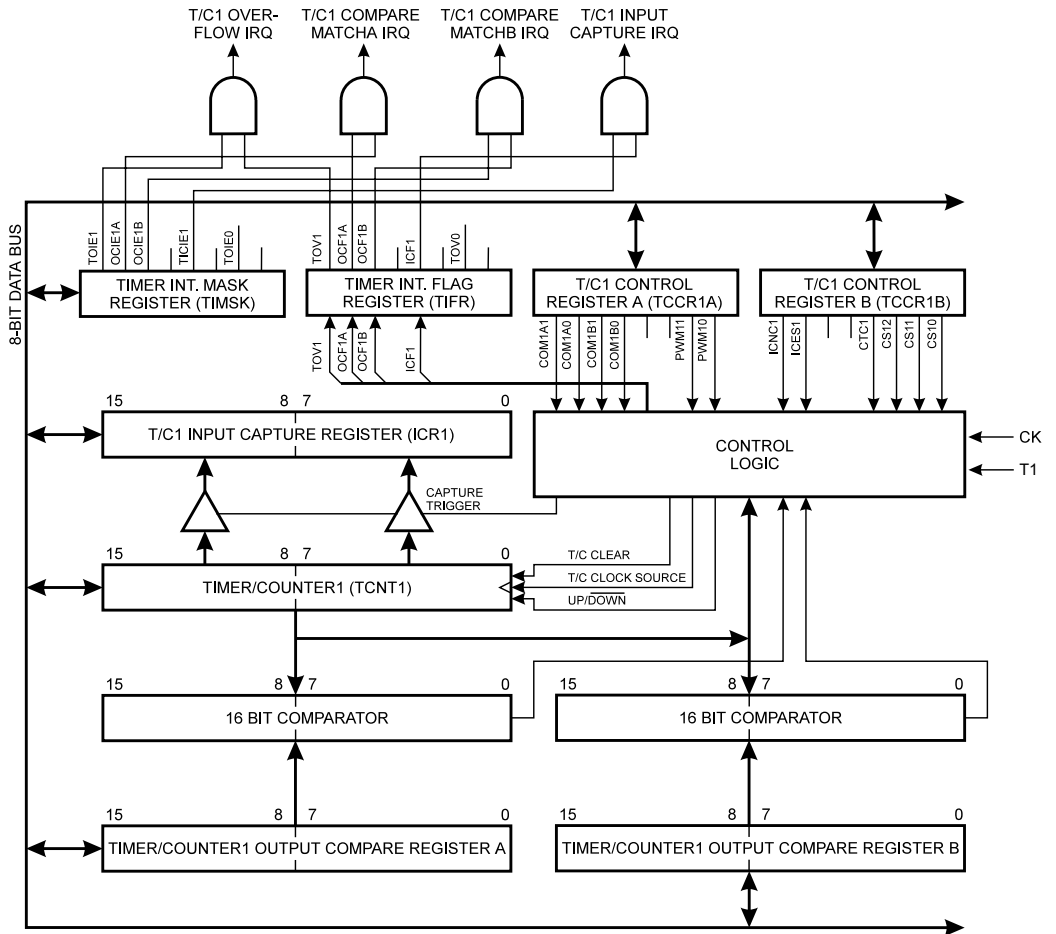 T/C1 OVER-
FLOW IRQ
T/C1 COMPARE
MATCHA IRQ
T/C1 COMPARE
MATCHB IRQ
T/C1 INPUT
CAPTURE IRQ
8-BIT DATA BUS
TOIE1
OCIE1A
OCIE1B
TICIE1
TOIE0
TOV1
OCF1A
OCF1B
ICF1
TOV0
TIMER INT. MASK
REGISTER (TIMSK)
TIMER INT. FLAG
REGISTER (TIFR)
T/C1 CONTROL
REGISTER A (TCCR1A)
T/C1 CONTROL
REGISTER B (TCCR1B)
TOV1
OCF1A
OCF1B
ICF1
COM1A1
COM1A0
COM1B1
COM1B0
PWM11
PWM10
ICNC1
ICES1
CTC1
CS12
CS11
CS10
15 8 7 0
T/C1 INPUT CAPTURE REGISTER (ICR1)
CONTROL
LOGIC
CK
T1
CAPTURE
TRIGGER
15 8 7 0
TIMER/COUNTER1 (TCNT1)
T/C CLEAR
T/C CLOCK SOURCE
UP/DOWN
15 8 7 0
16 BIT COMPARATOR
15 8 7 0
16 BIT COMPARATOR
15 8 7 0
TIMER/COUNTER1 OUTPUT COMPARE REGISTER A
15 8 7 0
TIMER/COUNTER1 OUTPUT COMPARE REGISTER B